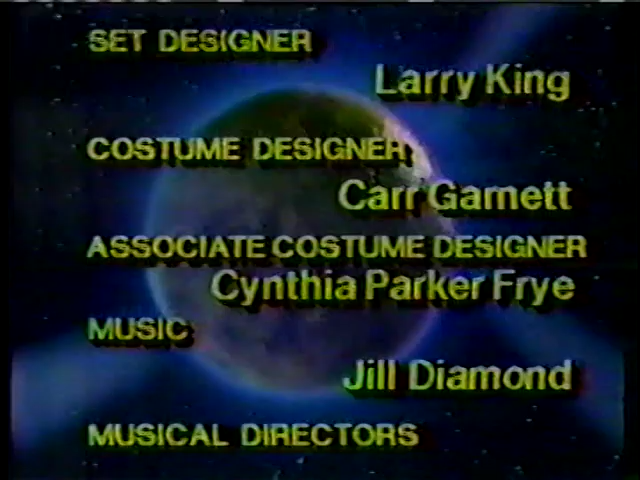 SET DESIGNER
Larry King
COSTUME DESIGNER
Carr Garnett
ASSOCIATE COSTUME DESIGNER
Cynthia Parker Frye
MUSIC
Jill Diamond
MUSICAL DIRECTORS